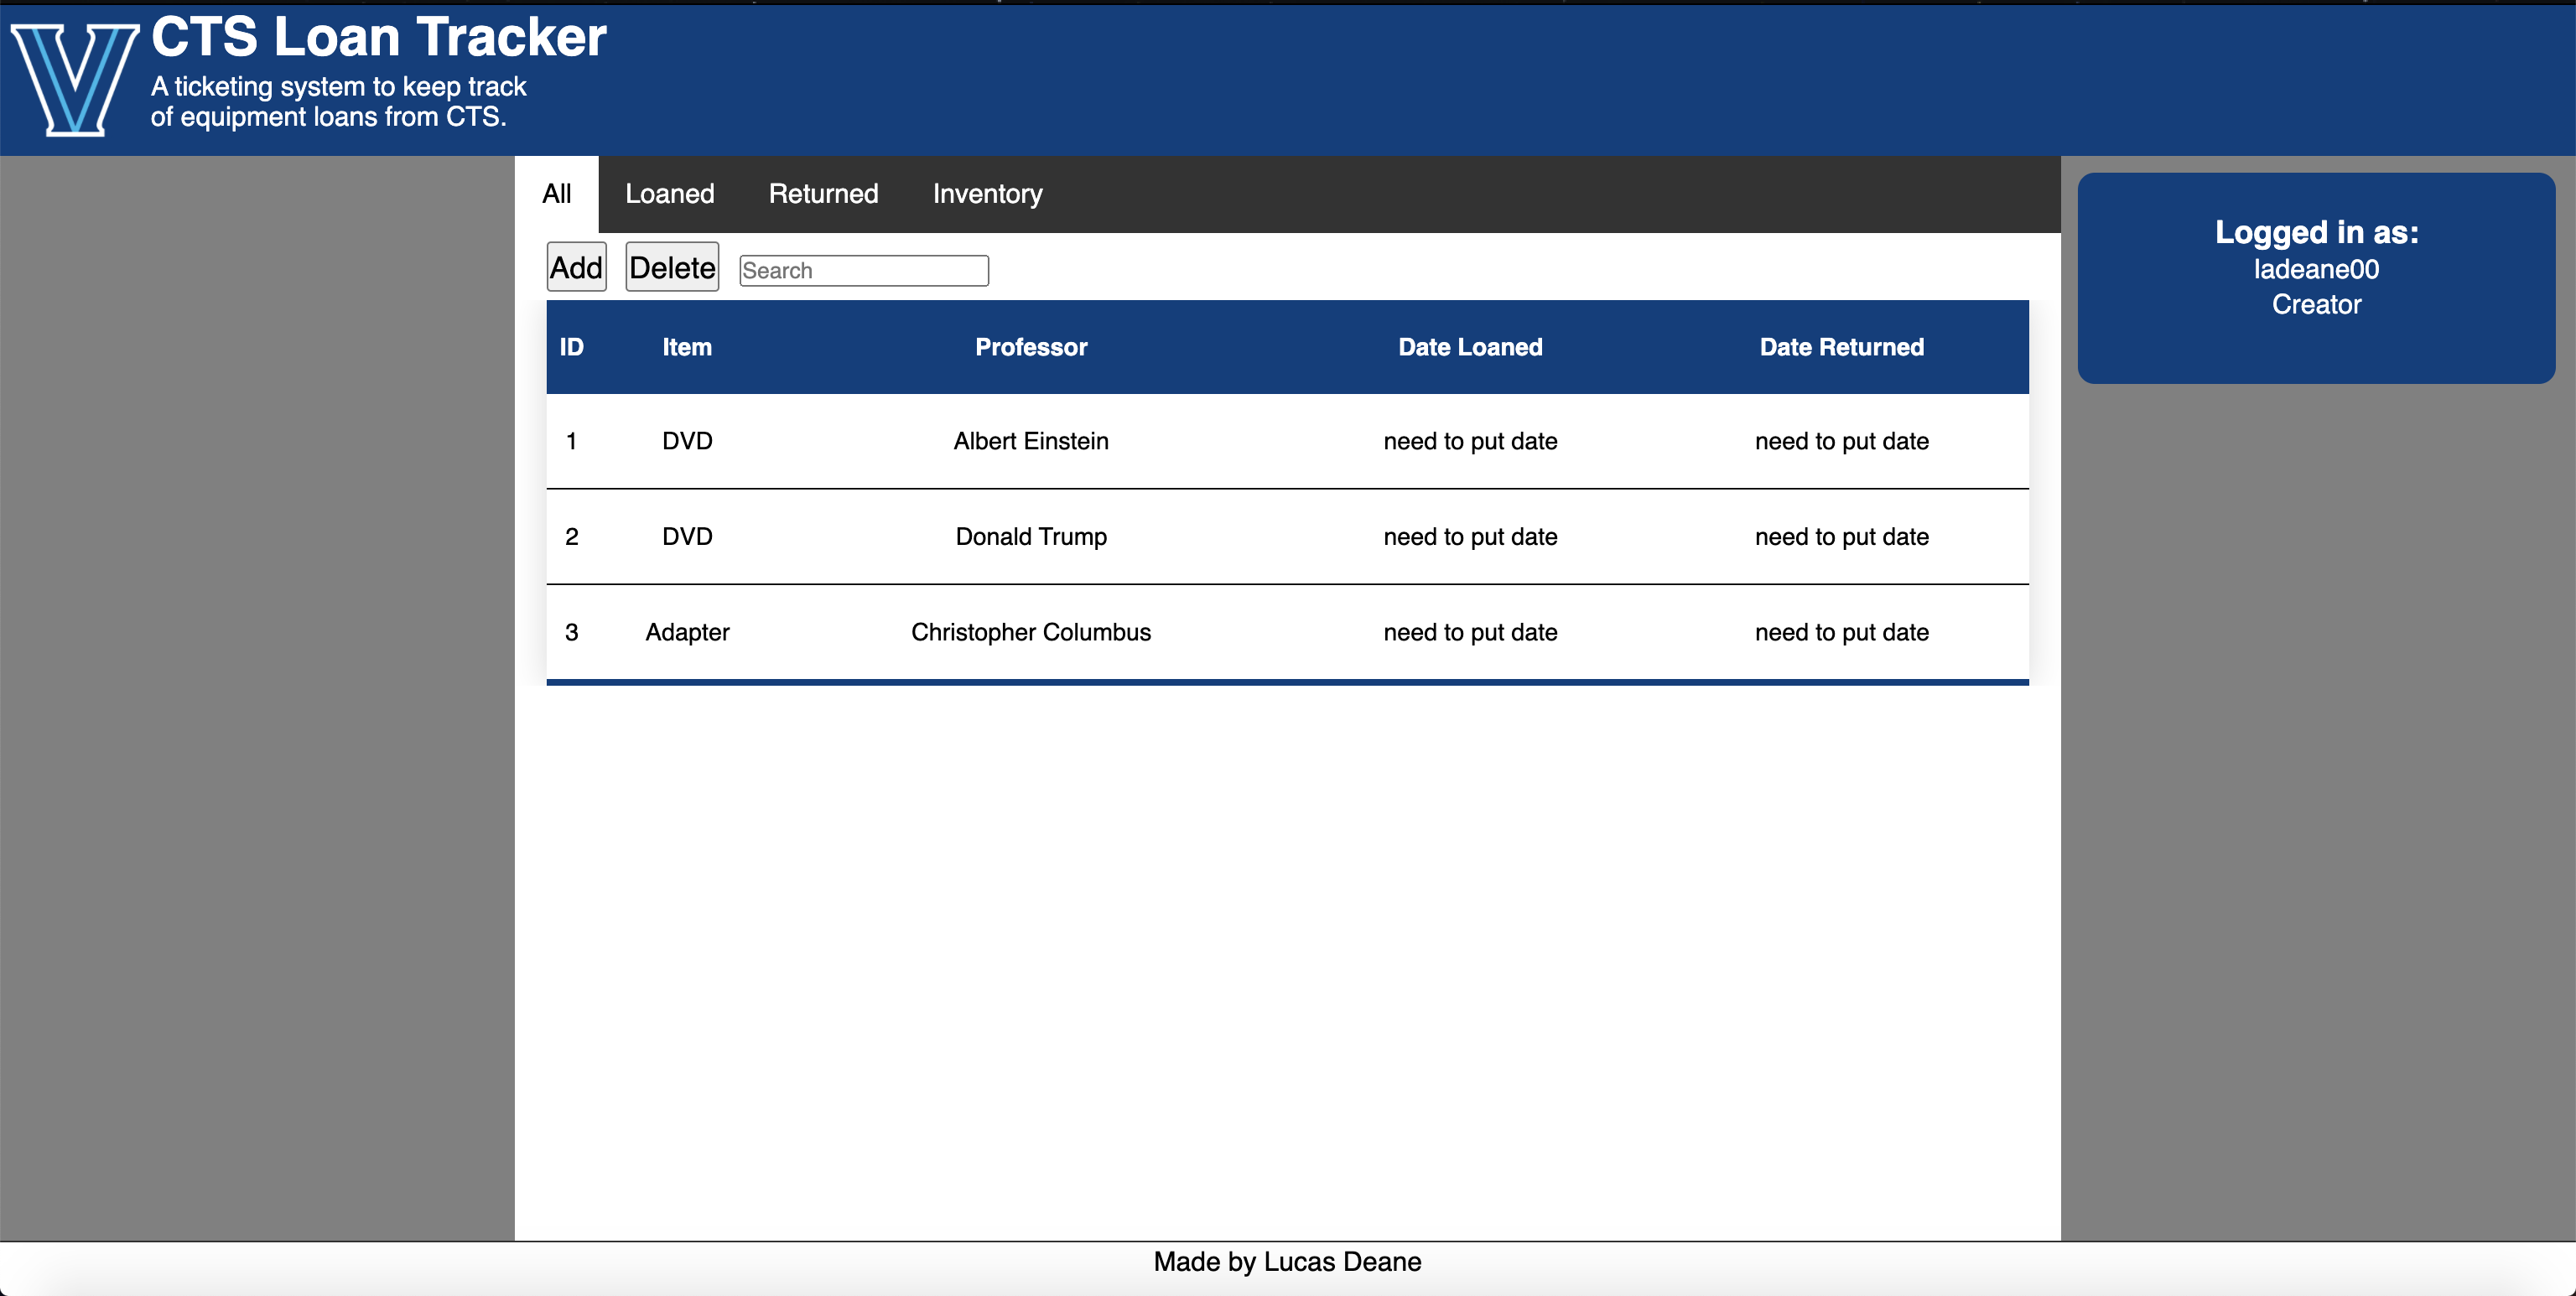 V
CTS Loan Tracker
A ticketing system to keep track
of equipment loans from CTS.
All Loaned Returned Inventory
Add Delete Search
Logged in as:
ladeane00
Creator
ID Item Professor Date Loaned Date Returned
1 DVD Albert Einstein need to put date need to put date
2 DVD Donald Trump need to put date need to put date
3 Adapter Christopher Columbus need to put date need to put date
Made by Lucas Deane